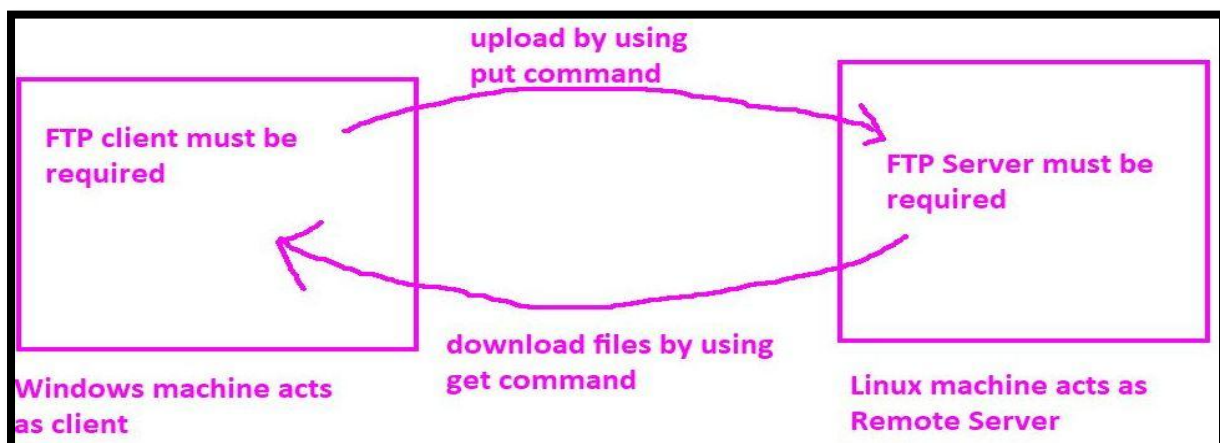 upload by using
put command
FTP client must be
required
FTP Server must be
required
download files by using
get command
Windows machine acts
as client
Linux machine acts as
Remote Server